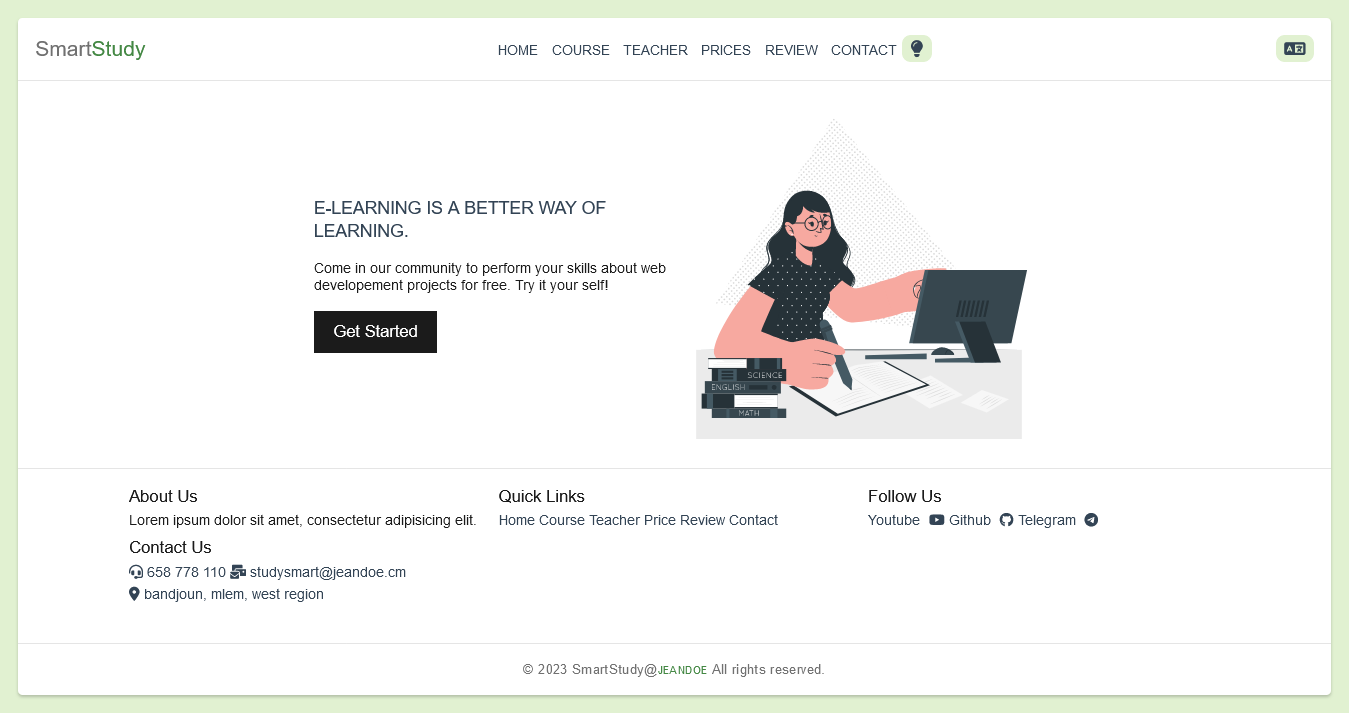 SmartStudy
HOME COURSE TEACHER PRICES REVIEW CONTACT
E-LEARNING IS A BETTER WAY OF
LEARNING.
Come in our community to perform your skills about web
developement projects for free. Try it your self!
Get Started
SCIENCE
ENGLISH
MATH
About Us
Lorem ipsum dolor sit amet, consectetur adipisicing elit.
Quick Links
Home Course Teacher Price Review Contact
Follow Us
Youtube Github Telegram
Contact Us
658 778 110 studysmart@jeandoe.cm
bandjoun, mlem, west region
© 2023 SmartStudy@JEANDOE All rights reserved.